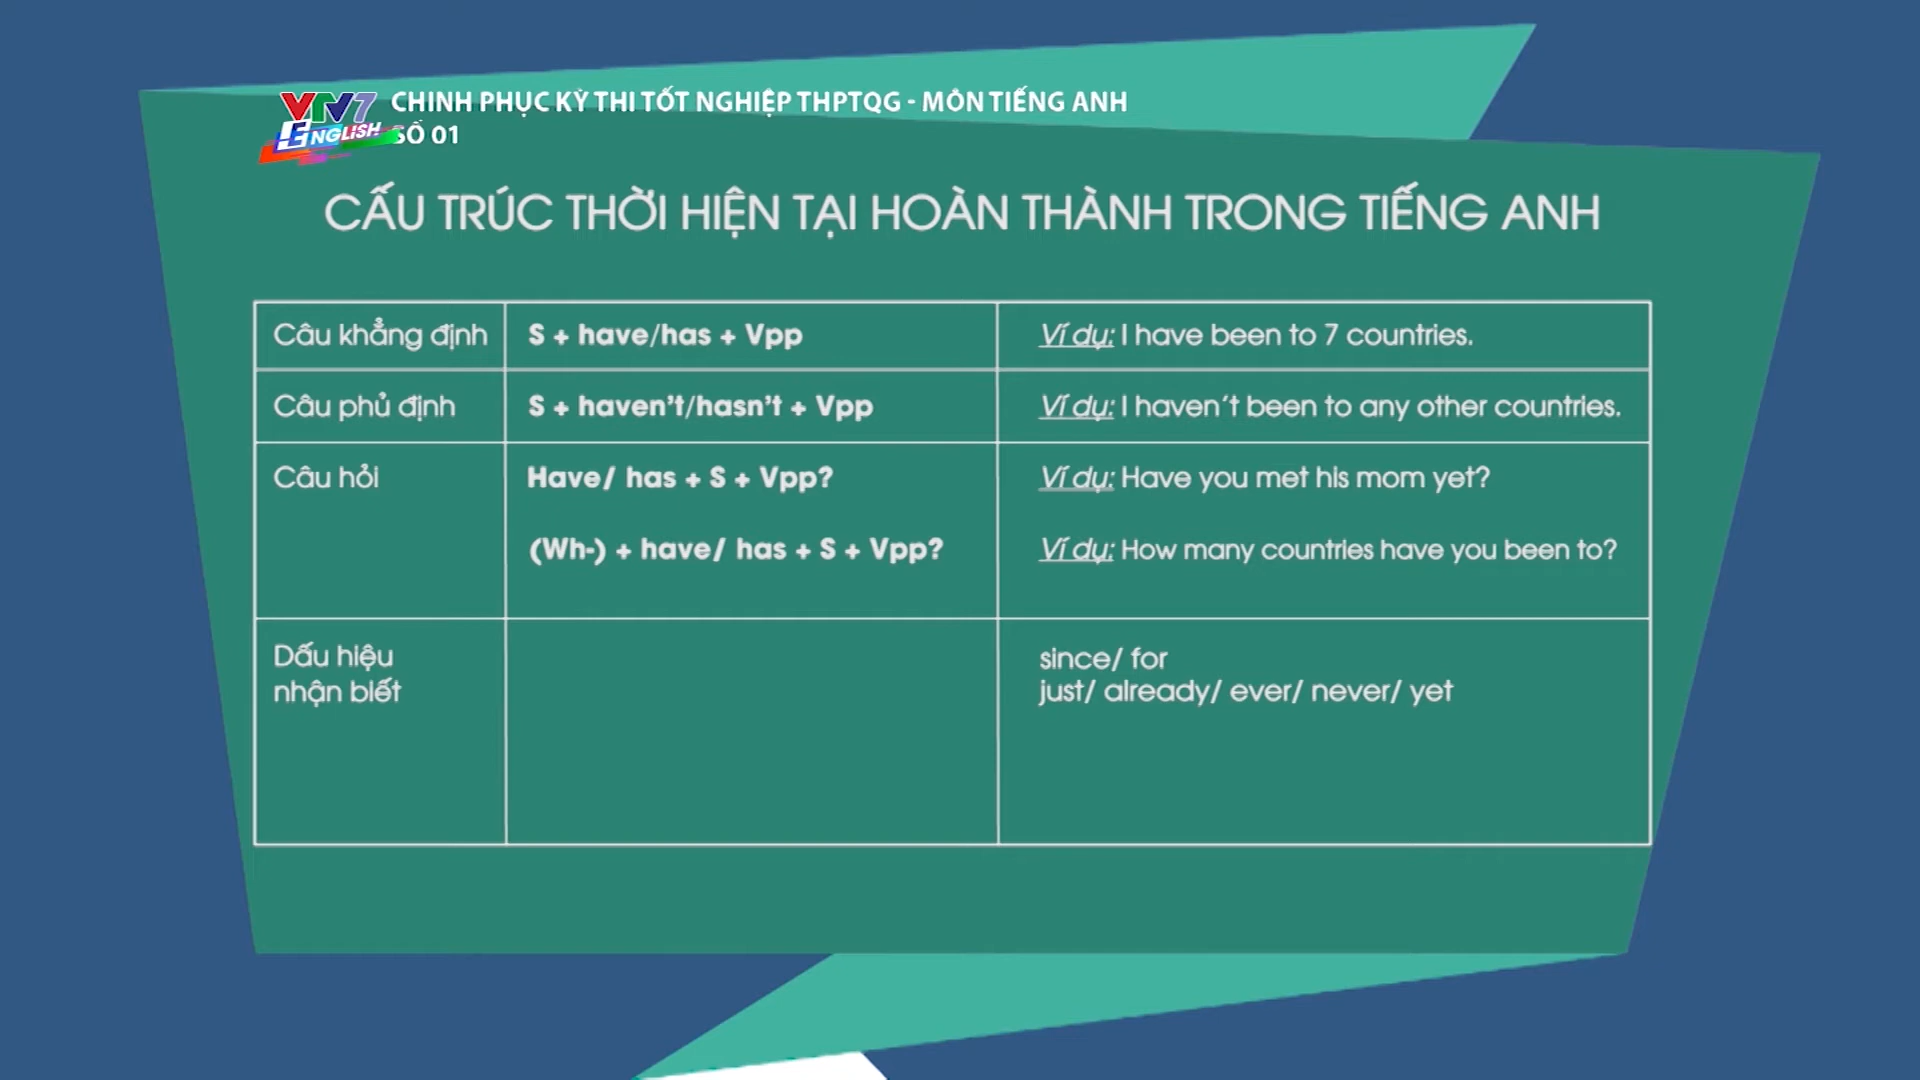 VTV7
ENGLISH
CHINH PHỤC KỲ THI TỐT NGHIỆP THPTQG - MÔN TIẾNG ANH
SỐ 01
CẤU TRÚC THỜI HIỆN TẠI HOÀN THÀNH TRONG TIẾNG ANH
Câu khẳng định
S + have/has + Vpp
Ví dụ: I have been to 7 countries.
Câu phủ định
S + haven't/hasn't + Vpp
Ví dụ: I haven't been to any other countries.
Câu hỏi
Have/ has + S + Vpp?
Ví dụ: Have you met his mom yet?
(Wh-) + have/ has + S + Vpp?
Ví dụ: How many countries have you been to?
Dấu hiệu
nhận biết
since/ for
just/ already/ ever/ never/ yet